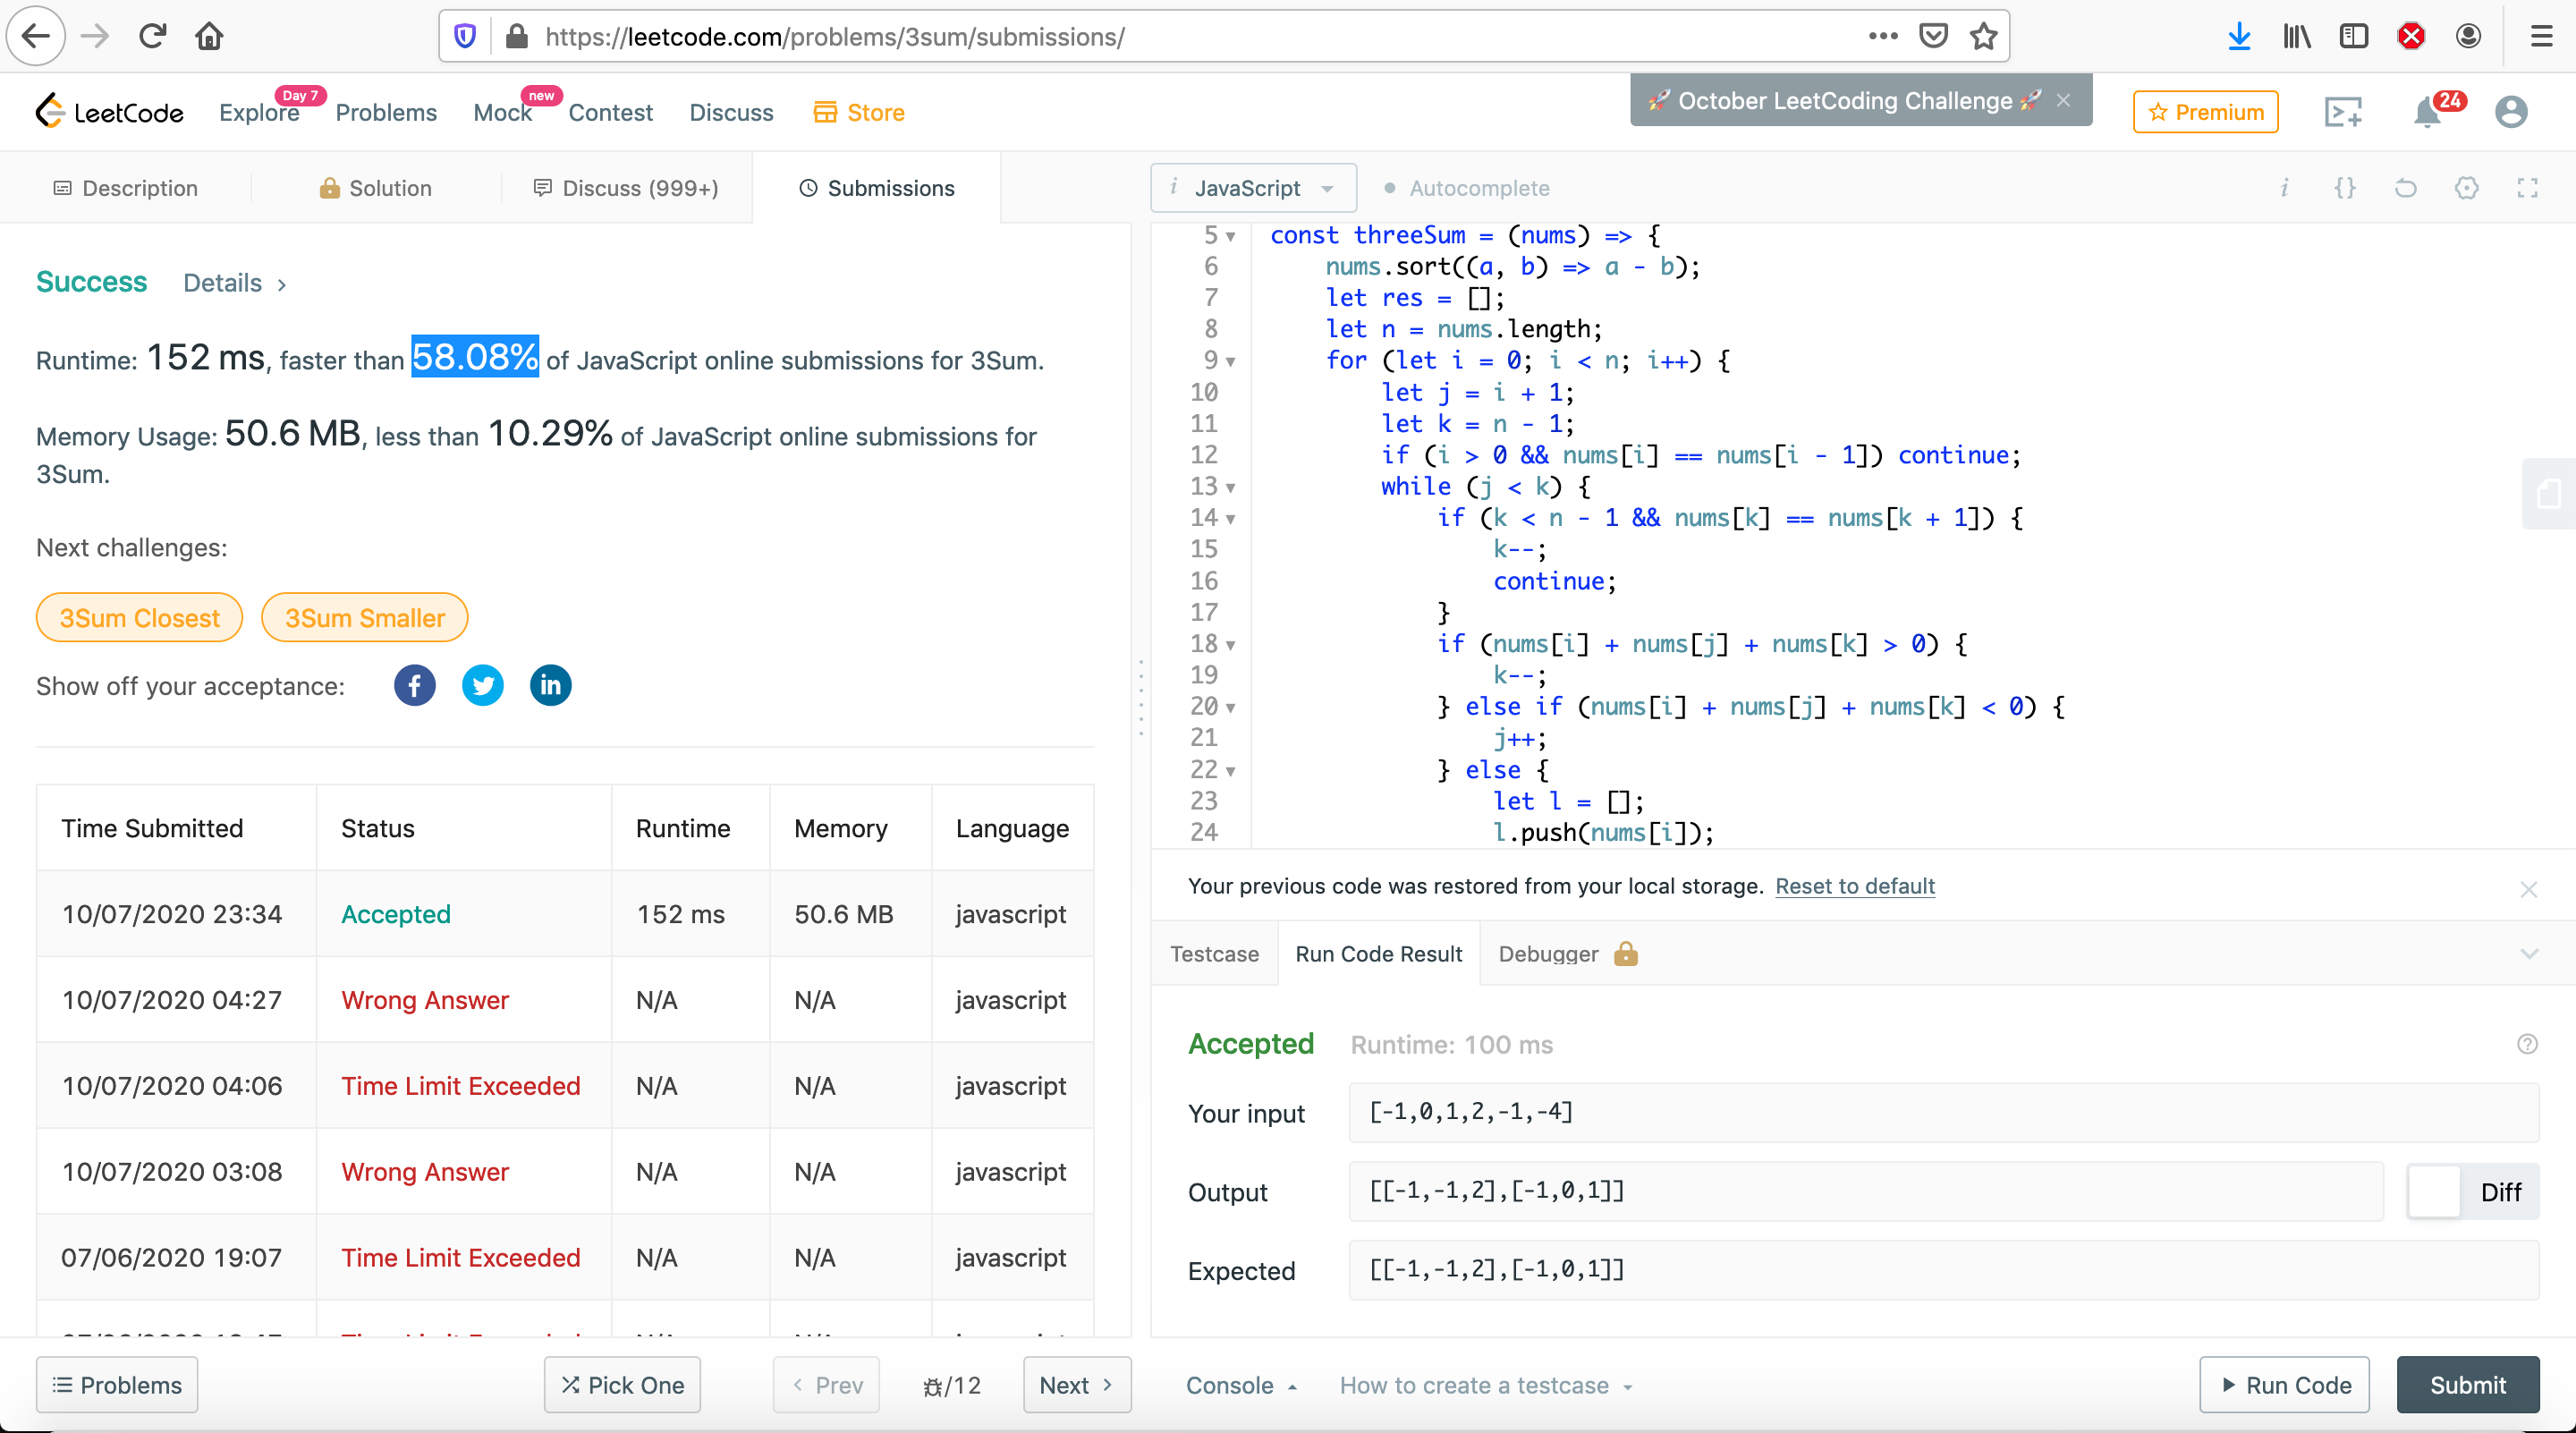 https://leetcode.com/problems/3sum/submissions/
LeetCode Explore Day 7 Problems Mock new Contest Discuss Store
🚀 October LeetCoding Challenge 🚀 ×
Premium 24
Description Solution Discuss (999+) Submissions
i JavaScript Autocomplete i {}
Success Details >
Runtime: 152 ms, faster than 58.08% of JavaScript online submissions for 3Sum.
Memory Usage: 50.6 MB, less than 10.29% of JavaScript online submissions for
3Sum.
Next challenges:
3Sum Closest 3Sum Smaller
Show off your acceptance:
Time Submitted Status Runtime Memory Language
10/07/2020 23:34 Accepted 152 ms 50.6 MB javascript
10/07/2020 04:27 Wrong Answer N/A N/A javascript
10/07/2020 04:06 Time Limit Exceeded N/A N/A javascript
10/07/2020 03:08 Wrong Answer N/A N/A javascript
07/06/2020 19:07 Time Limit Exceeded N/A N/A javascript
Problems Pick One < Prev /12 Next >
5 const threeSum = (nums) => {
6 nums.sort((a, b) => a - b);
7 let res = [];
8 let n = nums.length;
9 for (let i = 0; i < n; i++) {
10 let j = i + 1;
11 let k = n - 1;
12 if (i > 0 && nums[i] == nums[i - 1]) continue;
13 while (j < k) {
14 if (k < n - 1 && nums[k] == nums[k + 1]) {
15 k--;
16 continue;
17 }
18 if (nums[i] + nums[j] + nums[k] > 0) {
19 k--;
20 } else if (nums[i] + nums[j] + nums[k] < 0) {
21 j++;
22 } else {
23 let l = [];
24 l.push(nums[i]);
Your previous code was restored from your local storage. Reset to default
Testcase Run Code Result Debugger
Accepted Runtime: 100 ms
Your input [-1,0,1,2,-1,-4]
Output [[-1,-1,2],[-1,0,1]] Diff
Expected [[-1,-1,2],[-1,0,1]]
Console How to create a testcase Run Code Submit